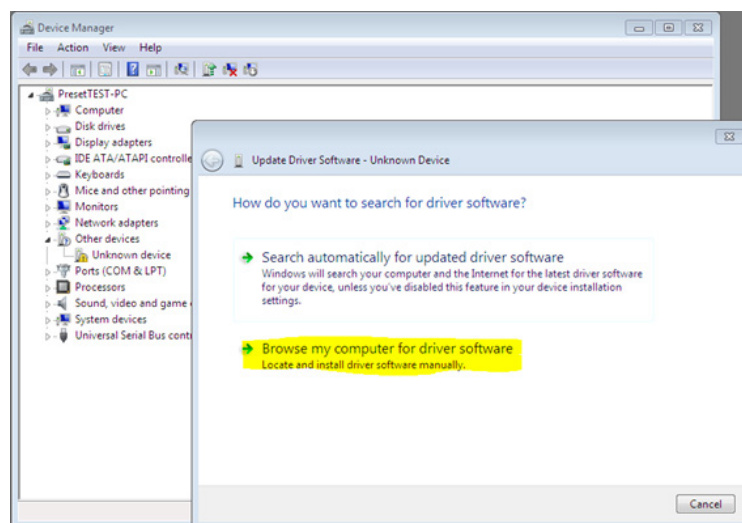 Device Manager
File Action View Help
PresetTEST-PC
Computer
Disk drives
Display adapters
IDE ATA/ATAPI controlle
Keyboards
Mice and other pointing
Monitors
Network adapters
Other devices
Unknown device
Ports (COM & LPT)
Processors
Sound, video and game
System devices
Universal Serial Bus cont
Update Driver Software - Unknown Device
How do you want to search for driver software?
Search automatically for updated driver software
Windows will search your computer and the Internet for the latest driver software
for your device, unless you've disabled this feature in your device installation
settings.
Browse my computer for driver software
Locate and install driver software manually.
Cancel